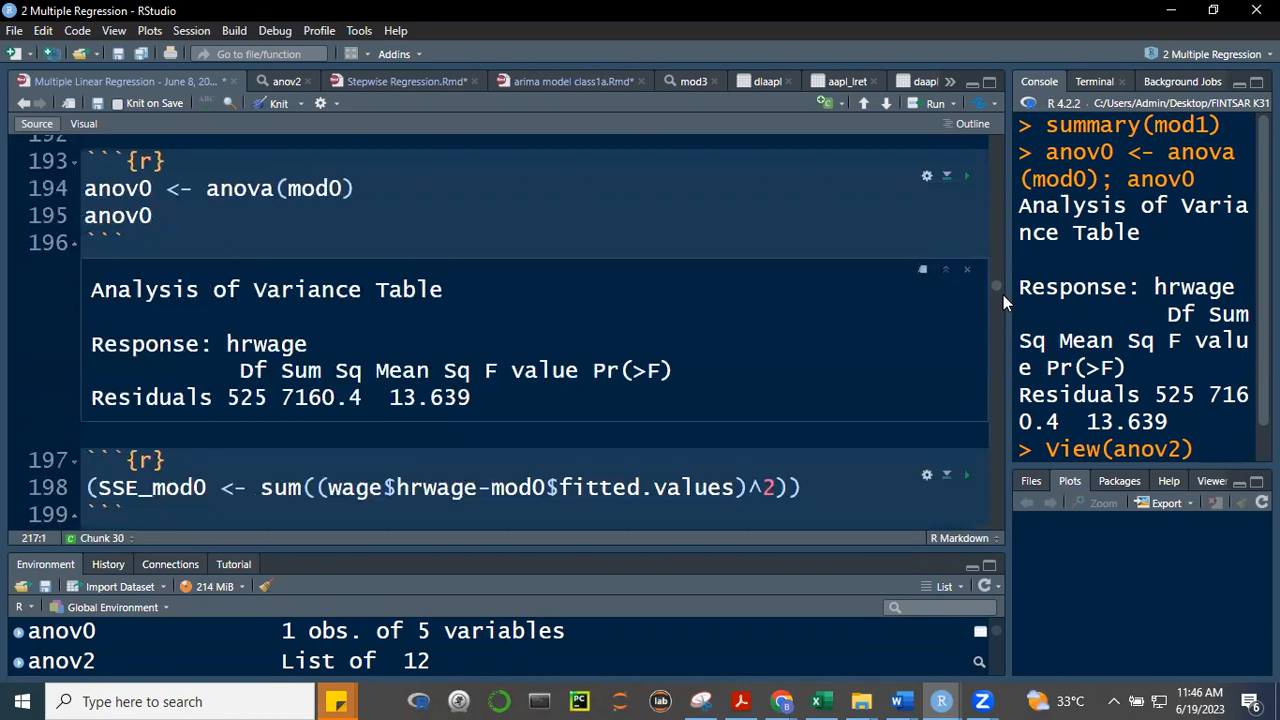 2 Multiple Regression - RStudio
File Edit Code View Plots Session Build Debug Profile Tools Help
Go to file/function Addins 2 Multiple Regression
Multiple Linear Regression - June 8, 20... anov2 Stepwise Regression.Rmd* arima model class1a.Rmd* mod3 dlaapl aapl_lret daapl
Knit on Save Knit Run
Source Visual Outline
192
193 ```{r}
194 anov0 <- anova(mod0)
195 anov0
196 ```
Analysis of Variance Table
Response: hrwage
Df Sum Sq Mean Sq F value Pr(>F)
Residuals 525 7160.4 13.639
197 ```{r}
198 (SSE_mod0 <- sum((wage$hrwage-mod0$fitted.values)^2))
199 ```
217:1 Chunk 30 R Markdown
Environment History Connections Tutorial
Import Dataset 214 MiB List
R Global Environment
anov0 1 obs. of 5 variables
anov2 List of 12
Console Terminal Background Jobs
R 4.2.2 C:/Users/Admin/Desktop/FINTSAR K31
> summary(mod1)
> anov0 <- anova
(mod0); anov0
Analysis of Varia
nce Table
Response: hrwage
Df Sum
Sq Mean Sq F valu
e Pr(>F)
Residuals 525 716
0.4 13.639
> View(anov2)
Files Plots Packages Help Viewer
Zoom Export
Type here to search PC lab 33°C 11:46 AM
6/19/2023 6